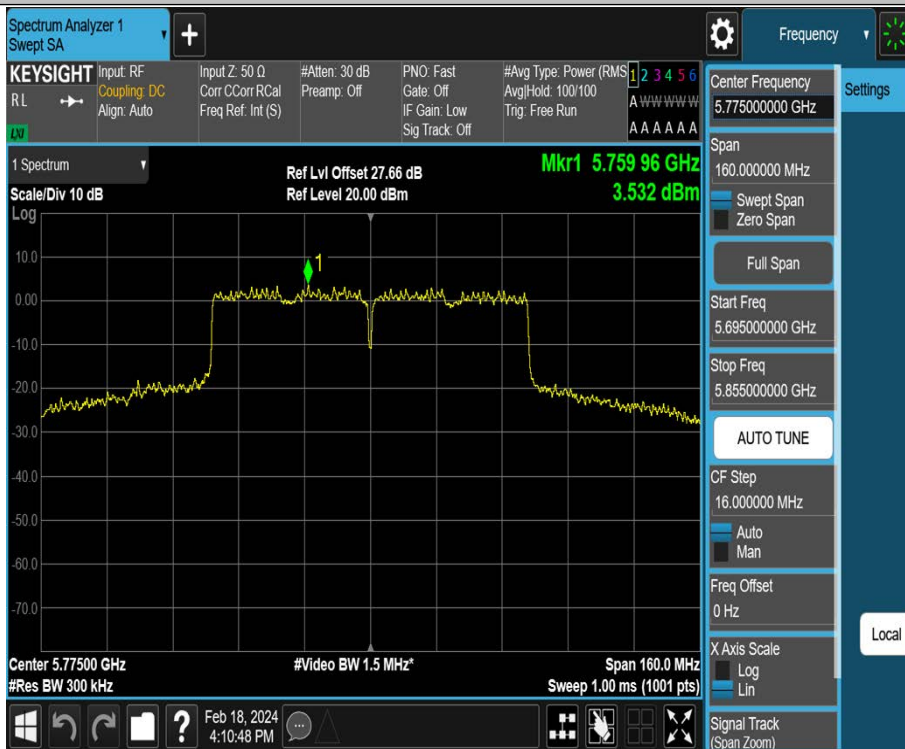 Spectrum Analyzer 1
Swept SA
+
Frequency
KEYSIGHT
RL
LXI
Input: RF
Coupling: DC
Align: Auto
Input Z: 50 Ω
Corr CCorr RCal
Freq Ref: Int (S)
#Atten: 30 dB
Preamp: Off
PNO: Fast
Gate: Off
IF Gain: Low
Sig Track: Off
#Avg Type: Power (RMS
Avg|Hold: 100/100
Trig: Free Run
1 2 3 4 5 6
A W W W W W
A A A A A A
Center Frequency
5.775000000 GHz
Settings
1 Spectrum
Scale/Div 10 dB
Log
Ref Lvl Offset 27.66 dB
Ref Level 20.00 dBm
Mkr1 5.759 96 GHz
3.532 dBm
Span
160.000000 MHz
Swept Span
Zero Span
Full Span
Start Freq
5.695000000 GHz
Stop Freq
5.855000000 GHz
AUTO TUNE
CF Step
16.000000 MHz
Auto
Man
Freq Offset
0 Hz
X Axis Scale
Log
Lin
Signal Track
(Span Zoom)
Local
1
10.0
0.00
-10.0
-20.0
-30.0
-40.0
-50.0
-60.0
-70.0
Center 5.77500 GHz
#Res BW 300 kHz
#Video BW 1.5 MHz*
Span 160.0 MHz
Sweep 1.00 ms (1001 pts)
?
Feb 18, 2024
4:10:48 PM